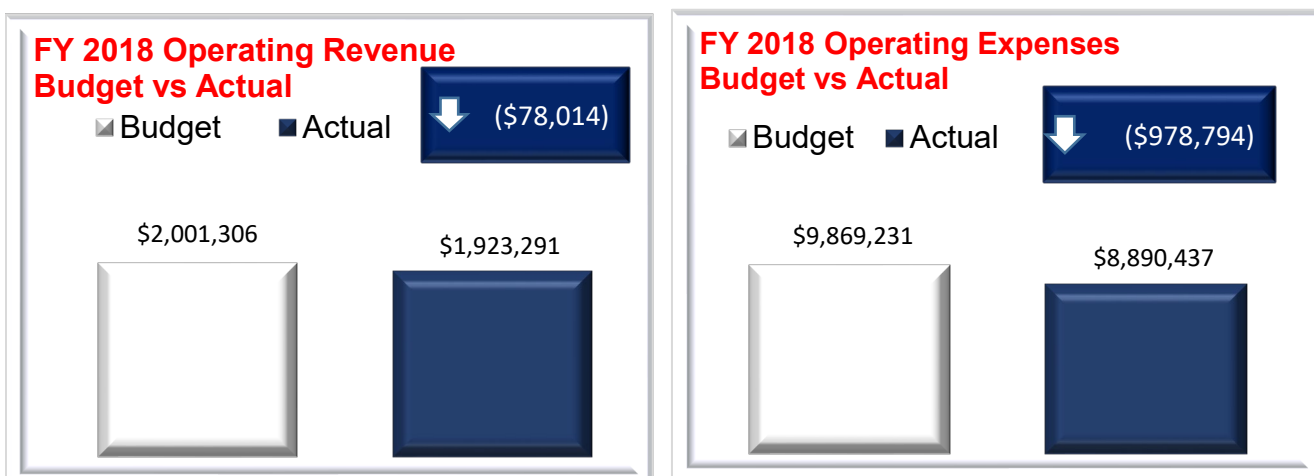 FY 2018 Operating Revenue
Budget vs Actual
Budget Actual
($78,014)
$2,001,306
$1,923,291
FY 2018 Operating Expenses
Budget vs Actual
Budget Actual
($978,794)
$9,869,231
$8,890,437